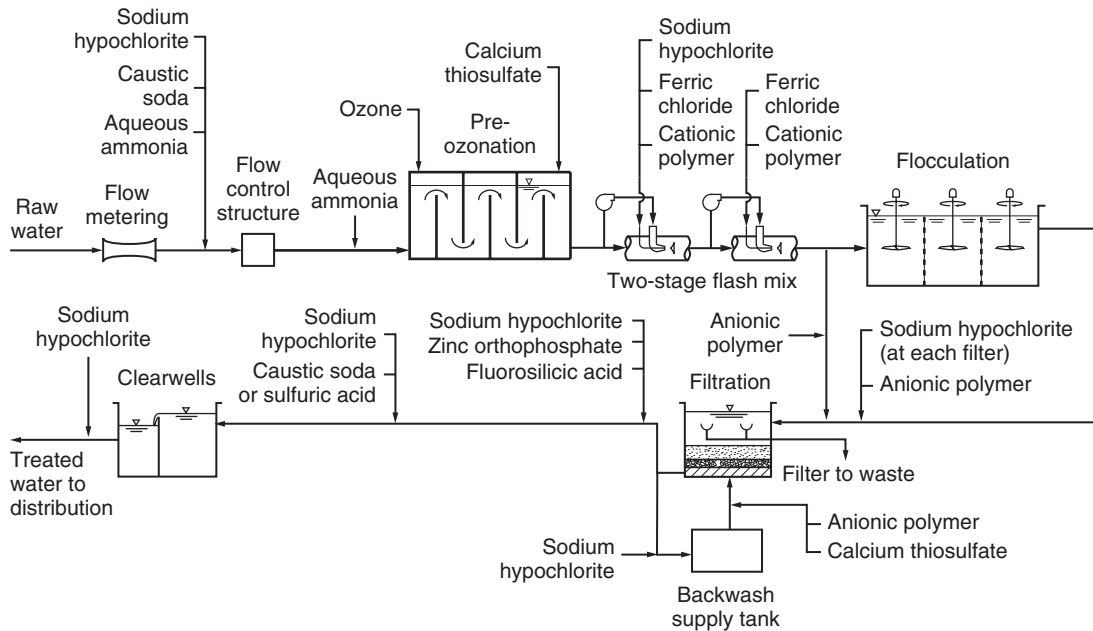 Sodium
hypochlorite
Caustic
soda
Aqueous
ammonia
Raw
water
Flow
metering
Flow
control
structure
Aqueous
ammonia
Ozone
Calcium
thiosulfate
Pre-
ozonation
Sodium
hypochlorite
Ferric
chloride
Cationic
polymer
Ferric
chloride
Cationic
polymer
Two-stage flash mix
Flocculation
Sodium
hypochlorite
Clearwells
Treated
water to
distribution
Sodium
hypochlorite
Caustic soda
or sulfuric acid
Sodium hypochlorite
Zinc orthophosphate
Fluorosilicic acid
Anionic
polymer
Filtration
Sodium hypochlorite
(at each filter)
Anionic polymer
Filter to waste
Sodium
hypochlorite
Backwash
supply tank
Anionic polymer
Calcium thiosulfate